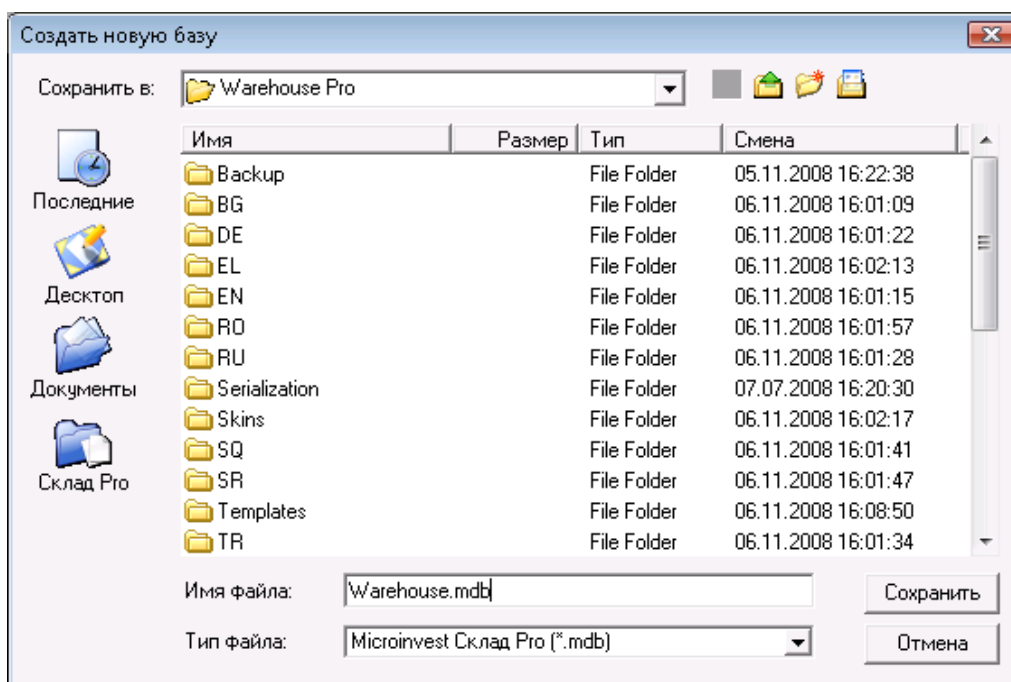 Создать новую базу
Сохранить в: Warehouse Pro
Имя Размер Тип Смена
Backup File Folder 05.11.2008 16:22:38
BG File Folder 06.11.2008 16:01:09
DE File Folder 06.11.2008 16:01:22
EL File Folder 06.11.2008 16:02:13
EN File Folder 06.11.2008 16:01:15
RO File Folder 06.11.2008 16:01:57
RU File Folder 06.11.2008 16:01:28
Serialization File Folder 07.07.2008 16:20:30
Skins File Folder 06.11.2008 16:02:17
SQ File Folder 06.11.2008 16:01:41
SR File Folder 06.11.2008 16:01:47
Templates File Folder 06.11.2008 16:08:50
TR File Folder 06.11.2008 16:01:34
Последние
Десктоп
Документы
Склад Pro
Имя файла: Warehouse.mdb Сохранить
Тип файла: Microinvest Склад Pro (*.mdb) Отмена